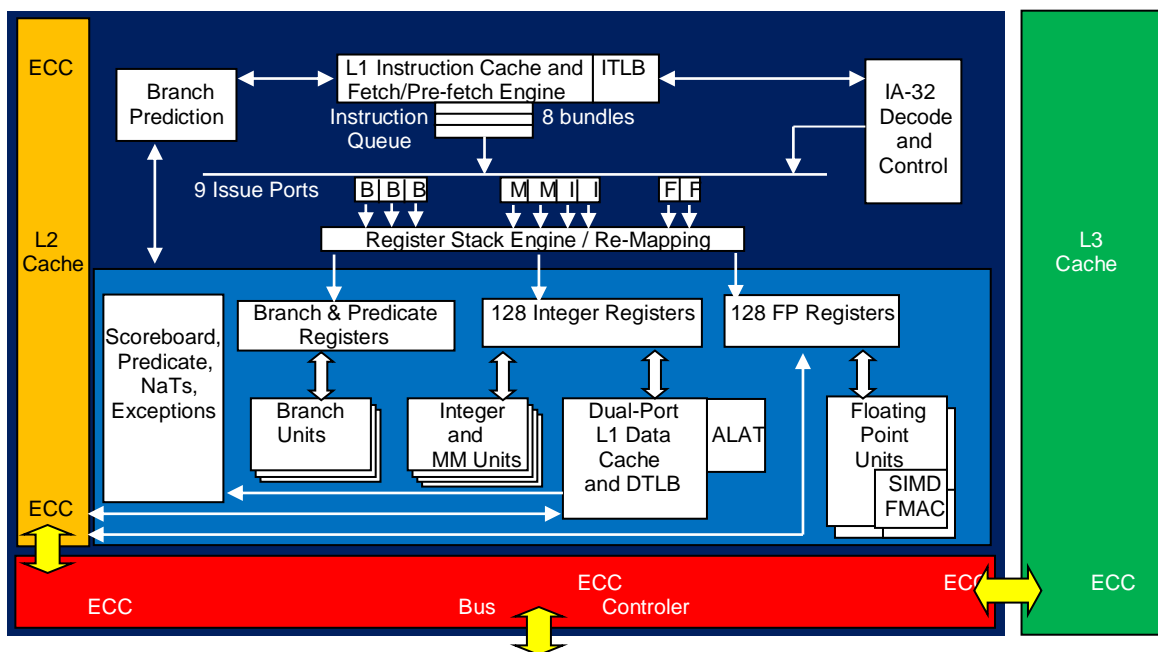 ECC
L2
Cache
ECC
Branch
Prediction
L1 Instruction Cache and
Fetch/Pre-fetch Engine
ITLB
Instruction
Queue
8 bundles
IA-32
Decode
and
Control
9 Issue Ports
B B B
M M I I
F F
Register Stack Engine / Re-Mapping
Scoreboard,
Predicate,
NaTs,
Exceptions
Branch & Predicate
Registers
128 Integer Registers
128 FP Registers
Branch
Units
Integer
and
MM Units
Dual-Port
L1 Data
Cache
and DTLB
ALAT
Floating
Point
Units
SIMD
FMAC
L3
Cache
ECC
ECC
ECC
ECC
Bus Controler